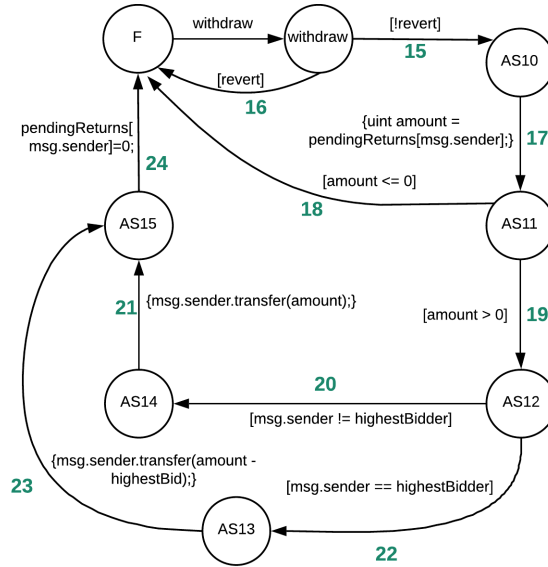 withdraw
F
withdraw
[!revert]
15
AS10
[revert]
16
{uint amount =
pendingReturns[msg.sender];}
17
pendingReturns[
msg.sender]=0;
24
[amount <= 0]
18
AS15
AS11
21
{msg.sender.transfer(amount);}
[amount > 0]
19
20
AS14
AS12
[msg.sender != highestBidder]
{msg.sender.transfer(amount -
highestBid);}
23
[msg.sender == highestBidder]
AS13
22